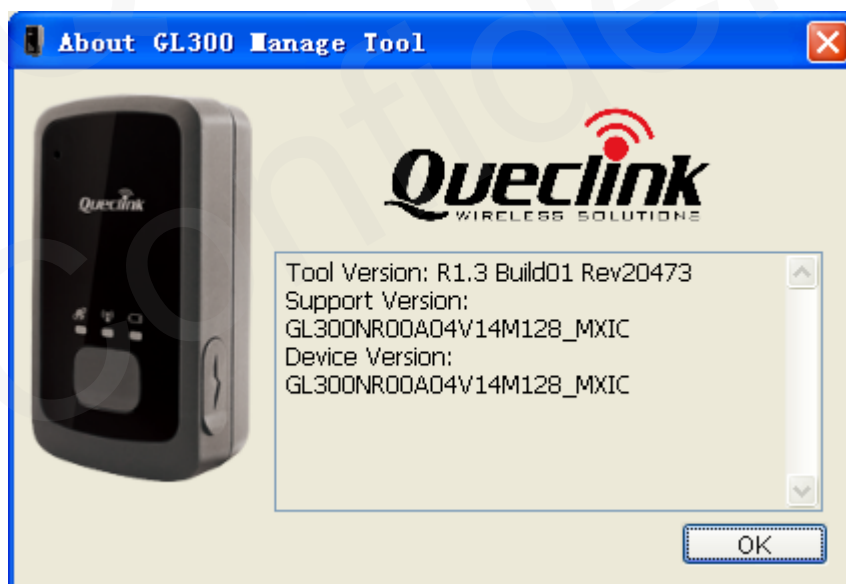 About GL300 Manage Tool
Queclink
WIRELESS SOLUTIONS
Queclink
Tool Version: R1.3 Build01 Rev20473
Support Version:
GL300NR00A04V14M128_MXIC
Device Version:
GL300NR00A04V14M128_MXIC
OK